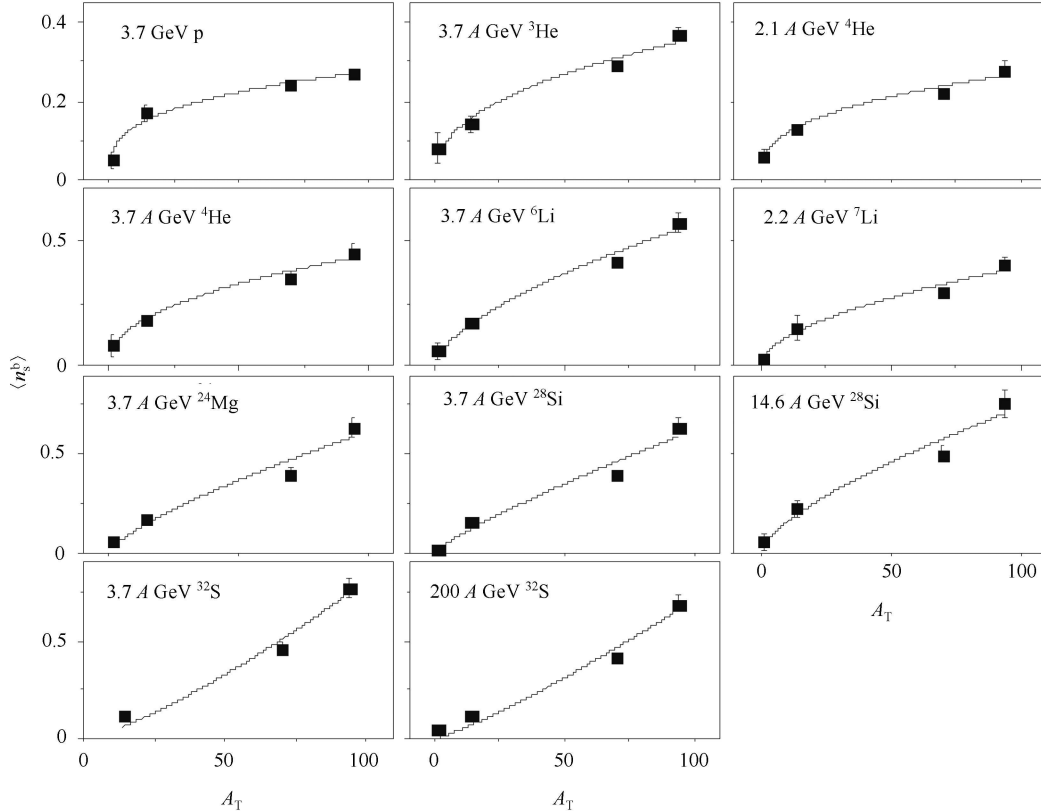 0.4
3.7 GeV p
3.7 A GeV ³He
2.1 A GeV ⁴He
0.2
0
3.7 A GeV ⁴He
3.7 A GeV ⁶Li
2.2 A GeV ⁷Li
0.5
0
⟨nₛᵇ⟩
3.7 A GeV ²⁴Mg
3.7 A GeV ²⁸Si
14.6 A GeV ²⁸Si
0.5
0
0 50 100
A_T
3.7 A GeV ³²S
200 A GeV ³²S
0.5
0
0 50 100
0 50 100
A_T
A_T